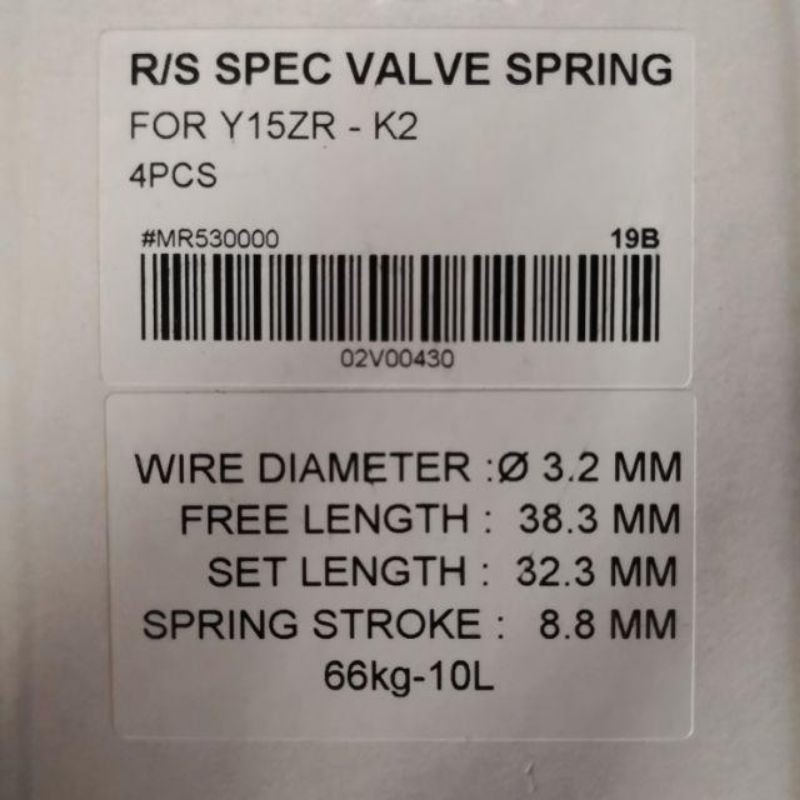 R/S SPEC VALVE SPRING
FOR Y15ZR - K2
4PCS
#MR530000 19B
02V00430
WIRE DIAMETER :Ø 3.2 MM
FREE LENGTH : 38.3 MM
SET LENGTH : 32.3 MM
SPRING STROKE : 8.8 MM
66kg-10L